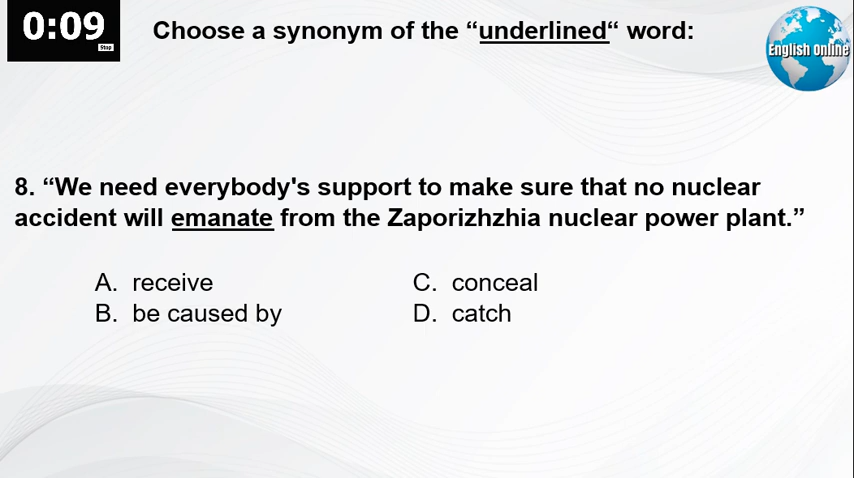 0:09
Stop
Choose a synonym of the “underlined“ word:
English Online
8. “We need everybody's support to make sure that no nuclear
accident will emanate from the Zaporizhzhia nuclear power plant.”
A. receive
C. conceal
B. be caused by
D. catch